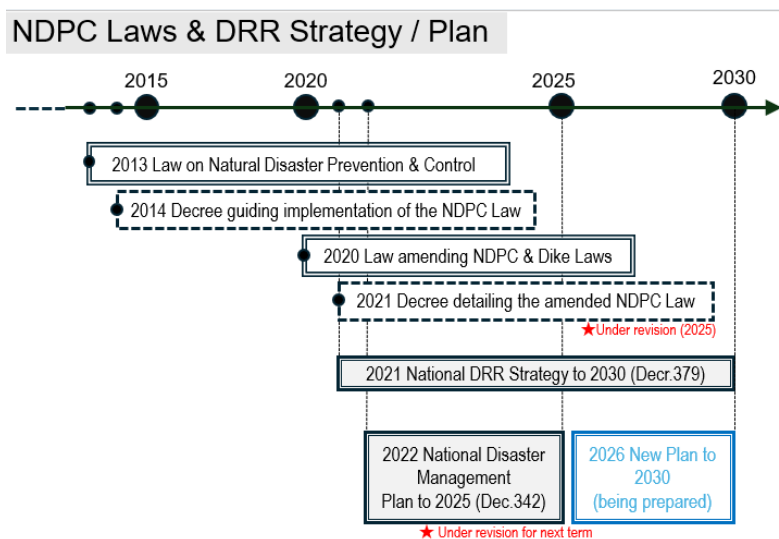 NDPC Laws & DRR Strategy / Plan
2015
2020
2025
2030
2013 Law on Natural Disaster Prevention & Control
2014 Decree guiding implementation of the NDPC Law
2020 Law amending NDPC & Dike Laws
2021 Decree detailing the amended NDPC Law
★Under revision (2025)
2021 National DRR Strategy to 2030 (Decr.379)
2022 National Disaster
Management
Plan to 2025 (Dec.342)
2026 New Plan to
2030
(being prepared)
★ Under revision for next term